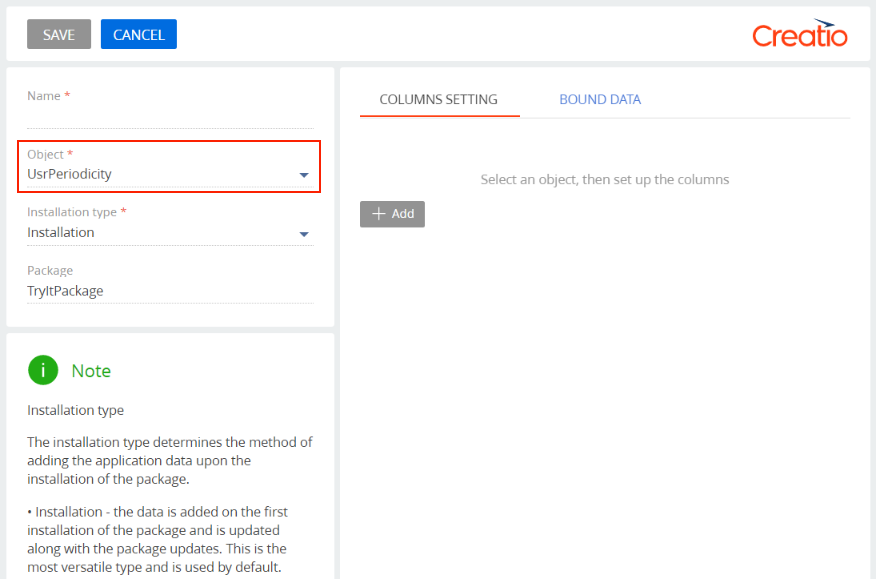 SAVE
CANCEL
Creatio
Name *
Object *
UsrPeriodicity
Installation type *
Installation
Package
TryItPackage
i Note
Installation type
The installation type determines the method of
adding the application data upon the
installation of the package.
• Installation - the data is added on the first
installation of the package and is updated
along with the package updates. This is the
most versatile type and is used by default.
COLUMNS SETTING
BOUND DATA
Select an object, then set up the columns
+ Add